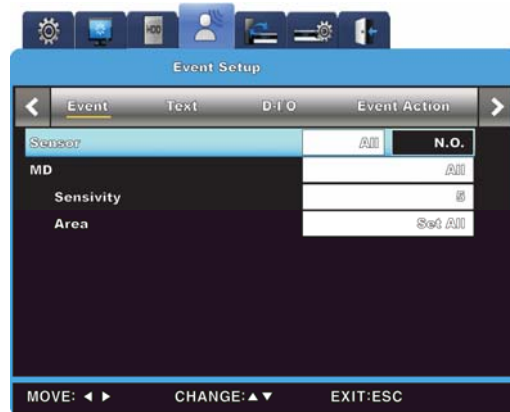 HDD
Event Setup
< Event Text D-I O Event Action >
Sensor All N.O.
MD All
Sensivity 5
Area Set All
MOVE: ◄ ► CHANGE:▲▼ EXIT:ESC